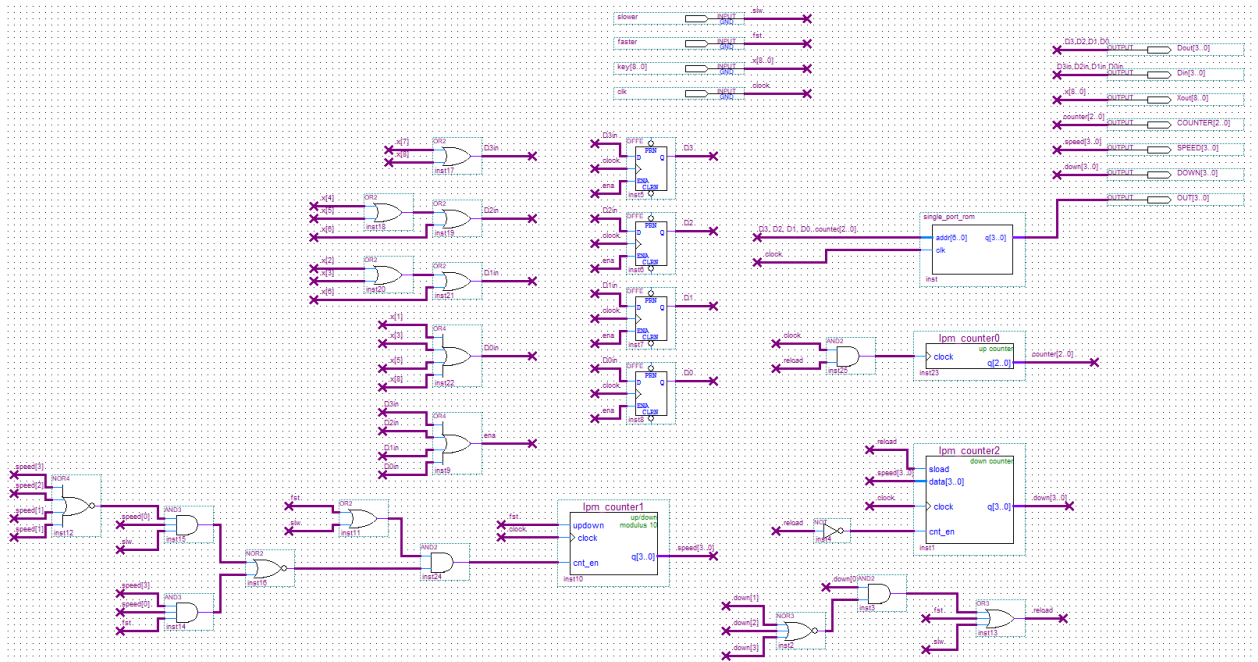 slower INPUT GND slw
faster INPUT GND fst
key[8..0] INPUT GND x[8..0]
clk INPUT GND clock
D3,D2,D1,D0 OUTPUT Dout[3..0]
D3in,D2in,D1in,D0in OUTPUT Din[3..0]
x[8..0] OUTPUT Xout[8..0]
counter[2..0] OUTPUT COUNTER[2..0]
speed[3..0] OUTPUT SPEED[3..0]
down[3..0] OUTPUT DOWN[3..0]
OUTPUT OUT[3..0]
x[7]
x[8]
OR2
inst17
D3in
x[4]
x[5]
x[6]
OR2
inst18
OR2
inst19
D2in
x[2]
x[3]
x[6]
OR2
inst20
OR2
inst21
D1in
x[1]
x[3]
x[5]
x[8]
OR4
inst22
D0in
D3in
D2in
D1in
D0in
OR4
inst9
ena
D3in
clock
ena
DFFE
PRN
D Q
ENA
CLRN
inst5
D3
D2in
clock
ena
DFFE
PRN
D Q
ENA
CLRN
inst6
D2
D1in
clock
ena
DFFE
PRN
D Q
ENA
CLRN
inst7
D1
D0in
clock
ena
DFFE
PRN
D Q
ENA
CLRN
inst8
D0
D3, D2, D1, D0, counter[2..0]
clock
single_port_rom
addr[6..0] q[3..0]
clk
inst
clock
reload
AND2
inst25
lpm_counter0
up counter
clock
q[2..0]
inst23
counter[2..0]
reload
speed[3..0]
clock
reload
NOT
inst4
lpm_counter2
down counter
sload
data[3..0]
clock q[3..0]
cnt_en
inst1
down[3..0]
speed[3]
speed[2]
speed[1]
speed[1]
NOR4
inst12
speed[0]
slw
AND3
inst15
speed[3]
speed[0]
fst
AND3
inst14
NOR2
inst16
fst
slw
OR2
inst11
AND2
inst24
fst
clock
lpm_counter1
up/down
modulus 10
updown
clock
q[3..0]
cnt_en
inst10
speed[3..0]
down[1]
down[2]
down[3]
NOR3
inst2
down[0]
AND2
inst3
fst
slw
OR3
inst13
reload